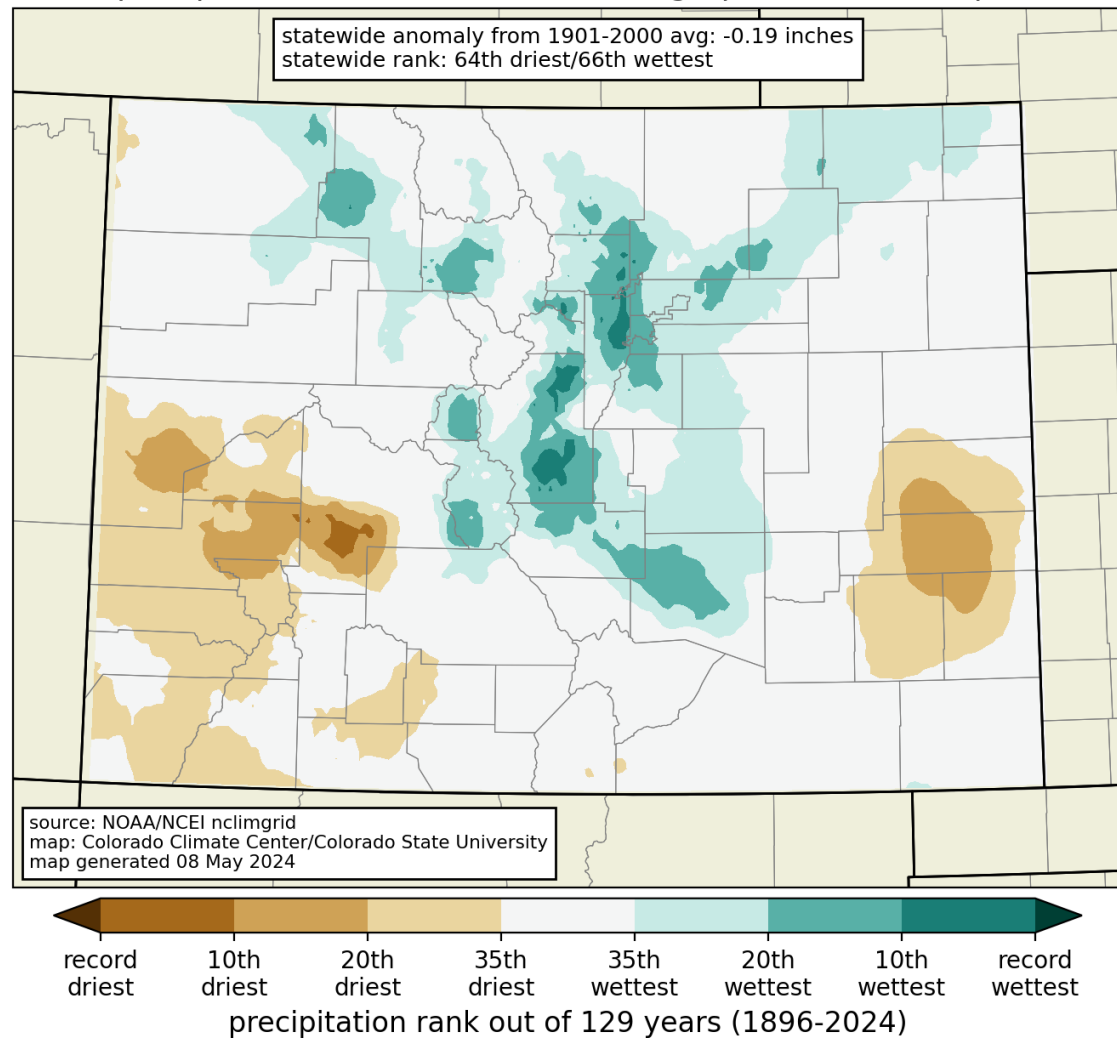 statewide anomaly from 1901-2000 avg: -0.19 inches
statewide rank: 64th driest/66th wettest
source: NOAA/NCEI nclimgrid
map: Colorado Climate Center/Colorado State University
map generated 08 May 2024
record driest
10th driest
20th driest
35th driest
35th wettest
20th wettest
10th wettest
record wettest
precipitation rank out of 129 years (1896-2024)